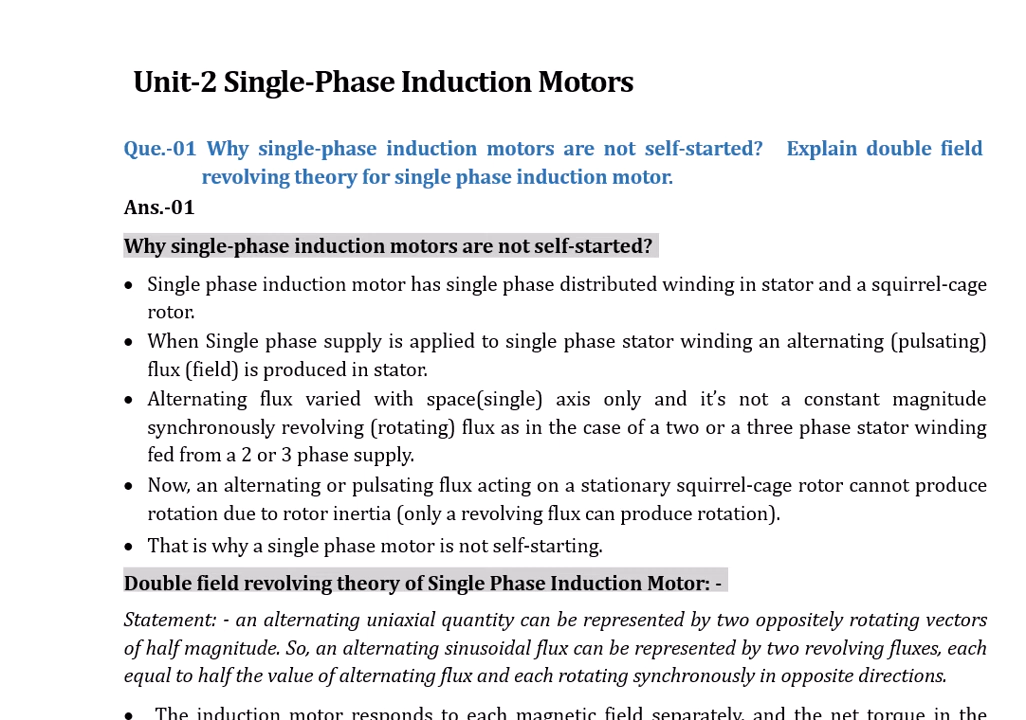 Unit-2 Single-Phase Induction Motors
Que.-01 Why single-phase induction motors are not self-started? Explain double field
revolving theory for single phase induction motor.
Ans.-01
Why single-phase induction motors are not self-started?
• Single phase induction motor has single phase distributed winding in stator and a squirrel-cage
rotor.
• When Single phase supply is applied to single phase stator winding an alternating (pulsating)
flux (field) is produced in stator.
• Alternating flux varied with space(single) axis only and it’s not a constant magnitude
synchronously revolving (rotating) flux as in the case of a two or a three phase stator winding
fed from a 2 or 3 phase supply.
• Now, an alternating or pulsating flux acting on a stationary squirrel-cage rotor cannot produce
rotation due to rotor inertia (only a revolving flux can produce rotation).
• That is why a single phase motor is not self-starting.
Double field revolving theory of Single Phase Induction Motor: -
Statement: - an alternating uniaxial quantity can be represented by two oppositely rotating vectors
of half magnitude. So, an alternating sinusoidal flux can be represented by two revolving fluxes, each
equal to half the value of alternating flux and each rotating synchronously in opposite directions.
• The induction motor responds to each magnetic field separately, and the net torque in the